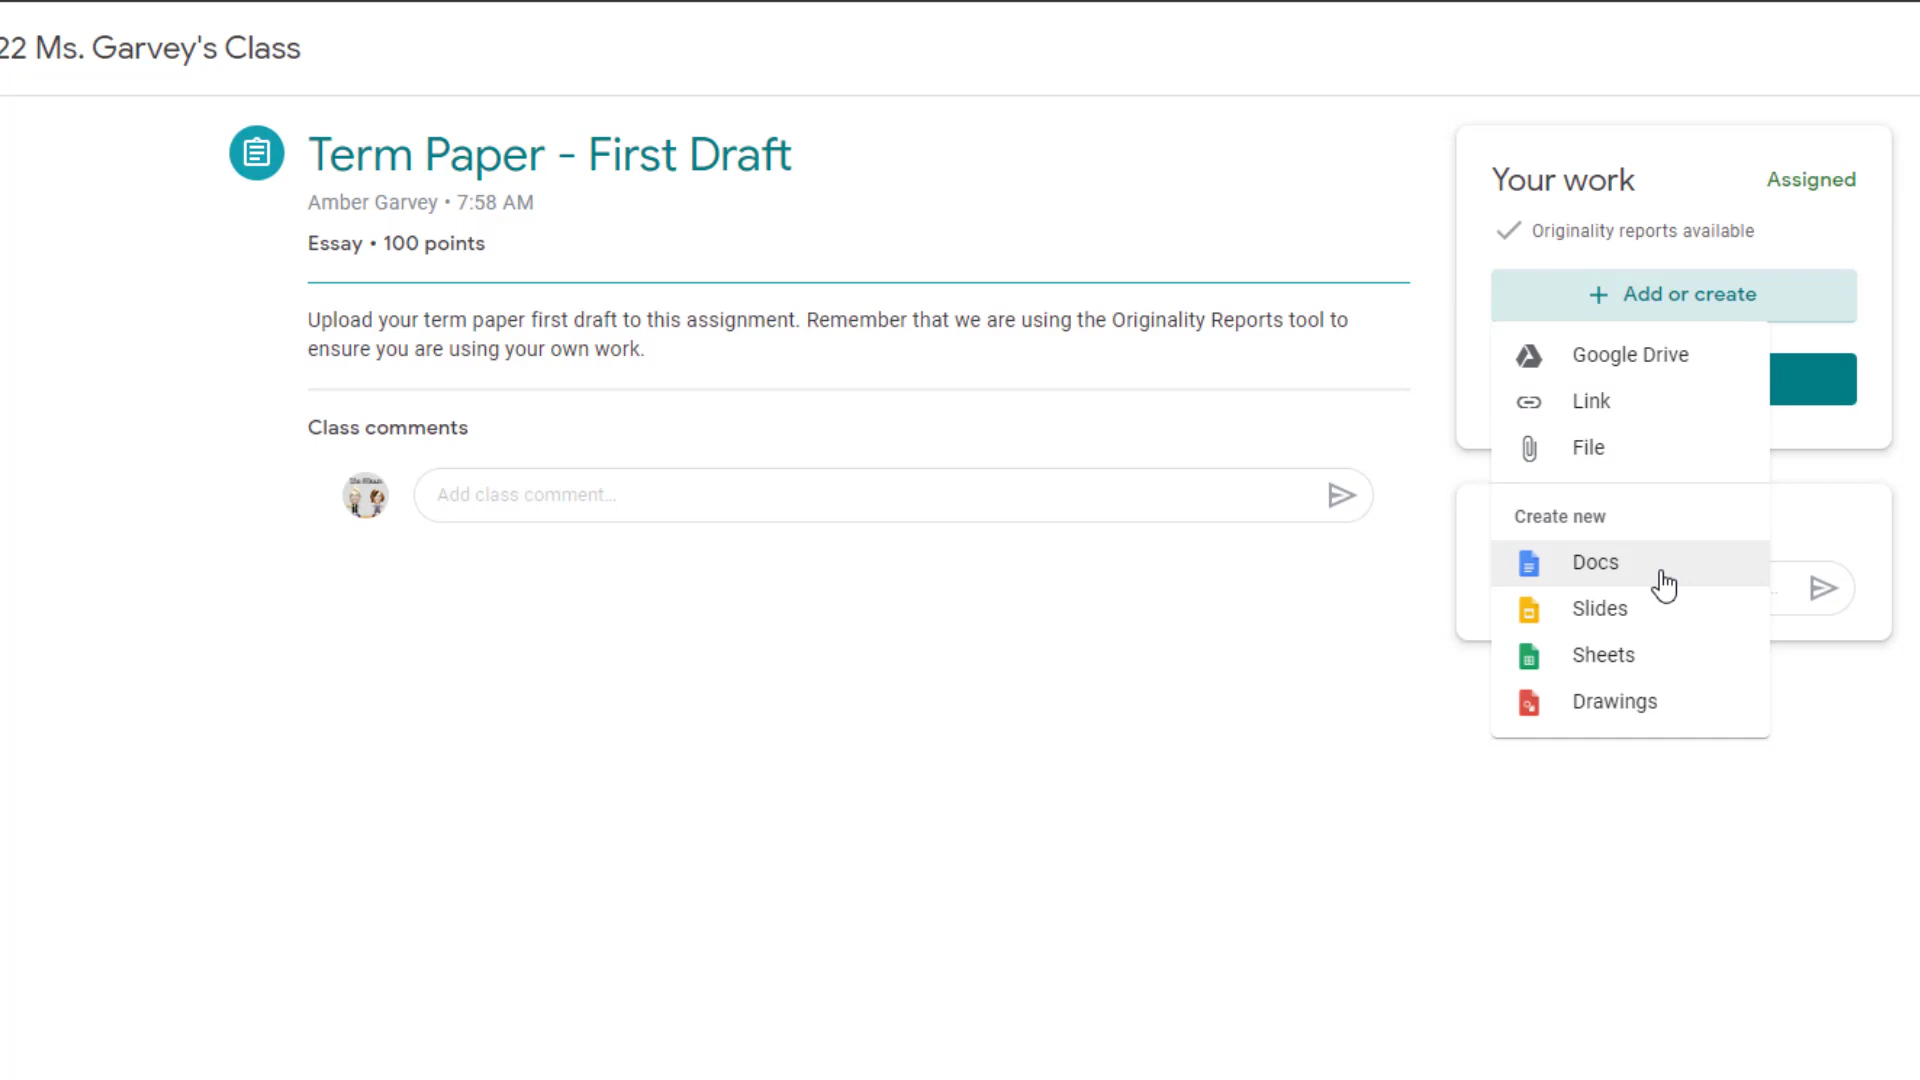 22 Ms. Garvey's Class
Term Paper - First Draft
Amber Garvey • 7:58 AM
Essay • 100 points
Upload your term paper first draft to this assignment. Remember that we are using the Originality Reports tool to
ensure you are using your own work.
Class comments
Add class comment...
Your work
Assigned
Originality reports available
+ Add or create
Google Drive
Link
File
Create new
Docs
Slides
Sheets
Drawings